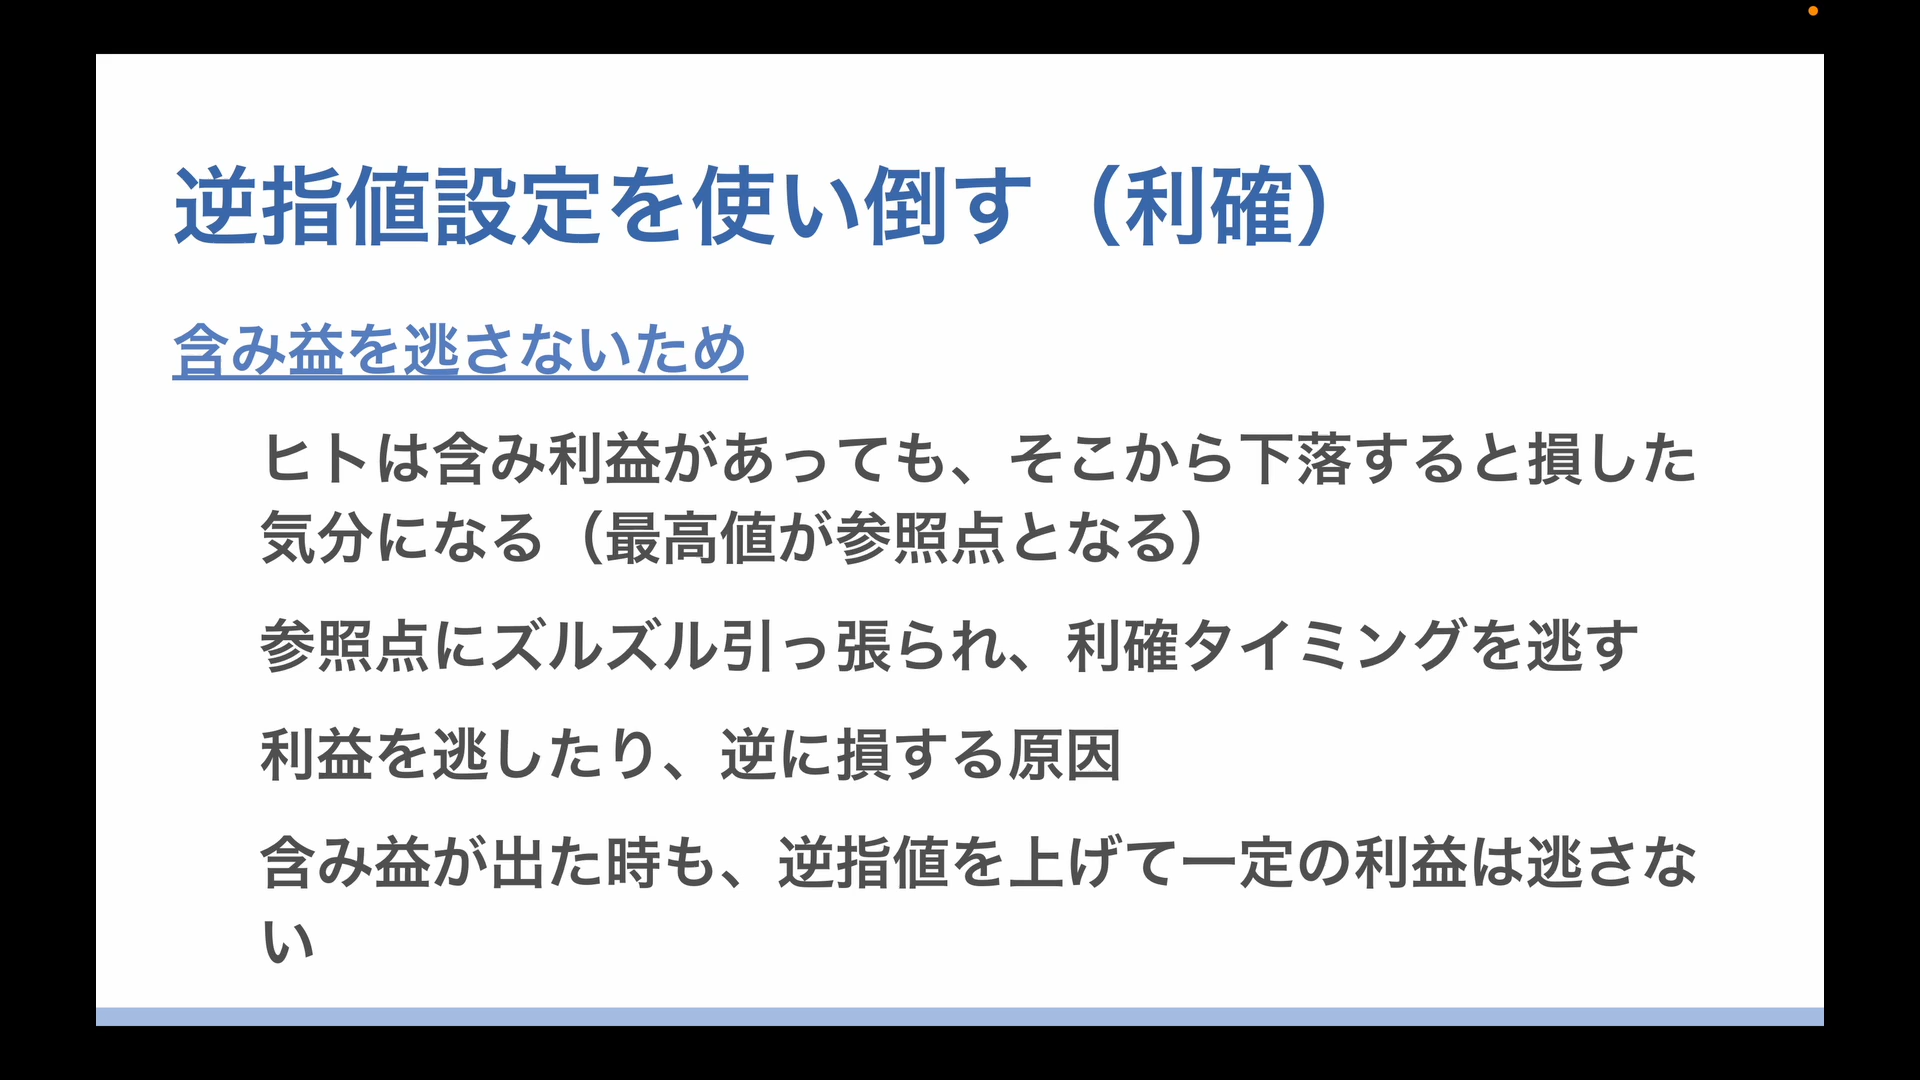 逆指値設定を使い倒す（利確）
含み益を逃さないため
ヒトは含み利益があっても、そこから下落すると損した
気分になる（最高値が参照点となる）
参照点にズルズル引っ張られ、利確タイミングを逃す
利益を逃したり、逆に損する原因
含み益が出た時も、逆指値を上げて一定の利益は逃さな
い